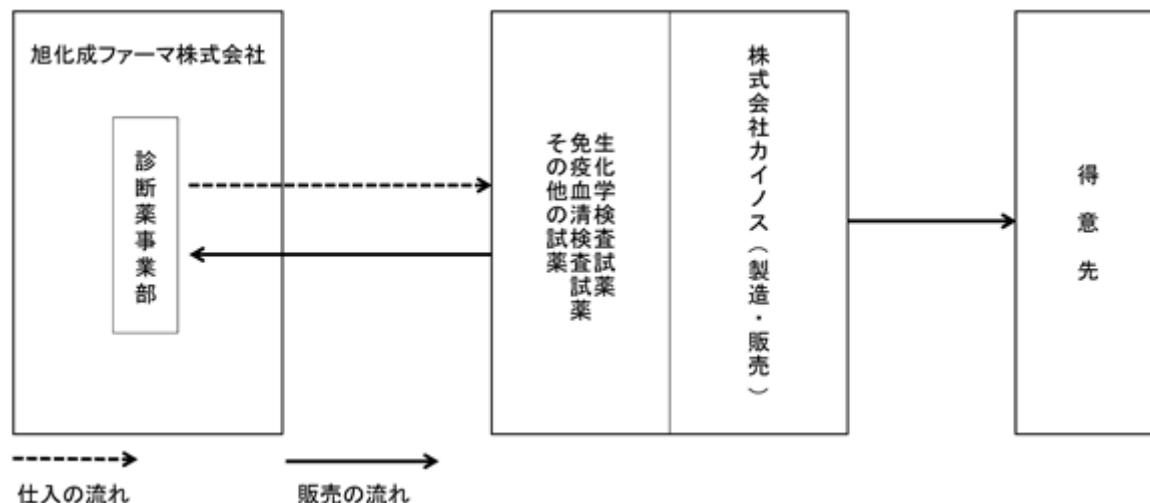 旭化成ファーマ株式会社
診断薬事業部
生化学検査試薬
免疫血清検査試薬
その他の試薬
株式会社カイノス（製造・販売）
得意先
仕入の流れ
販売の流れ